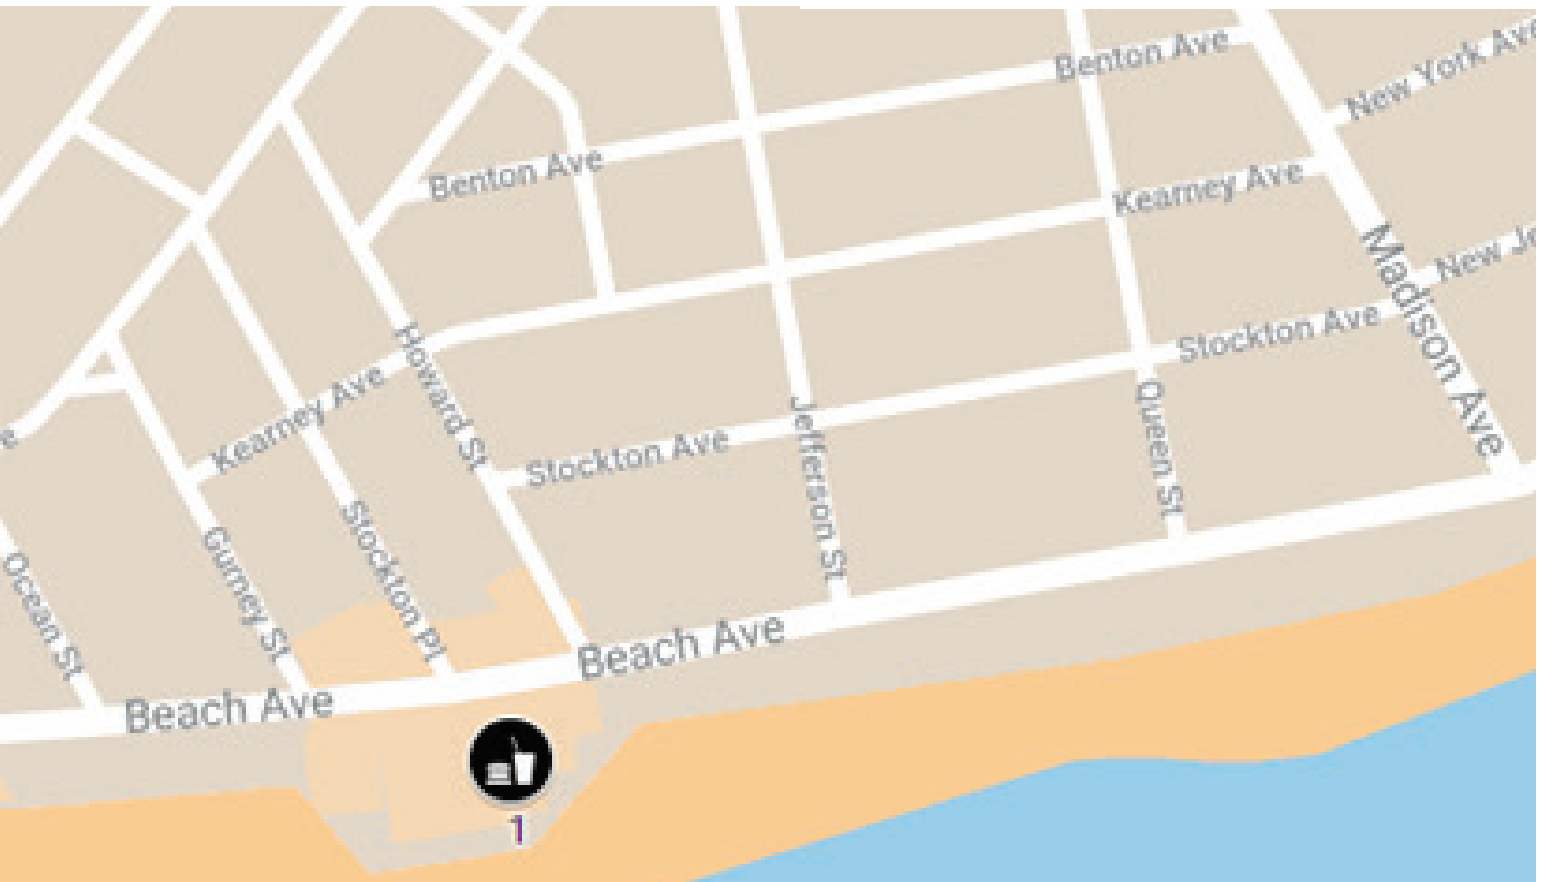 Benton Ave
New York Ave
Benton Ave
Kearney Ave
Madison Ave
New Je
Howard St
Stockton Ave
Kearney Ave
Queen St
Jefferson St
Stockton Ave
e
Stockton Pl
Gurney St
Ocean St
Beach Ave
Beach Ave
1